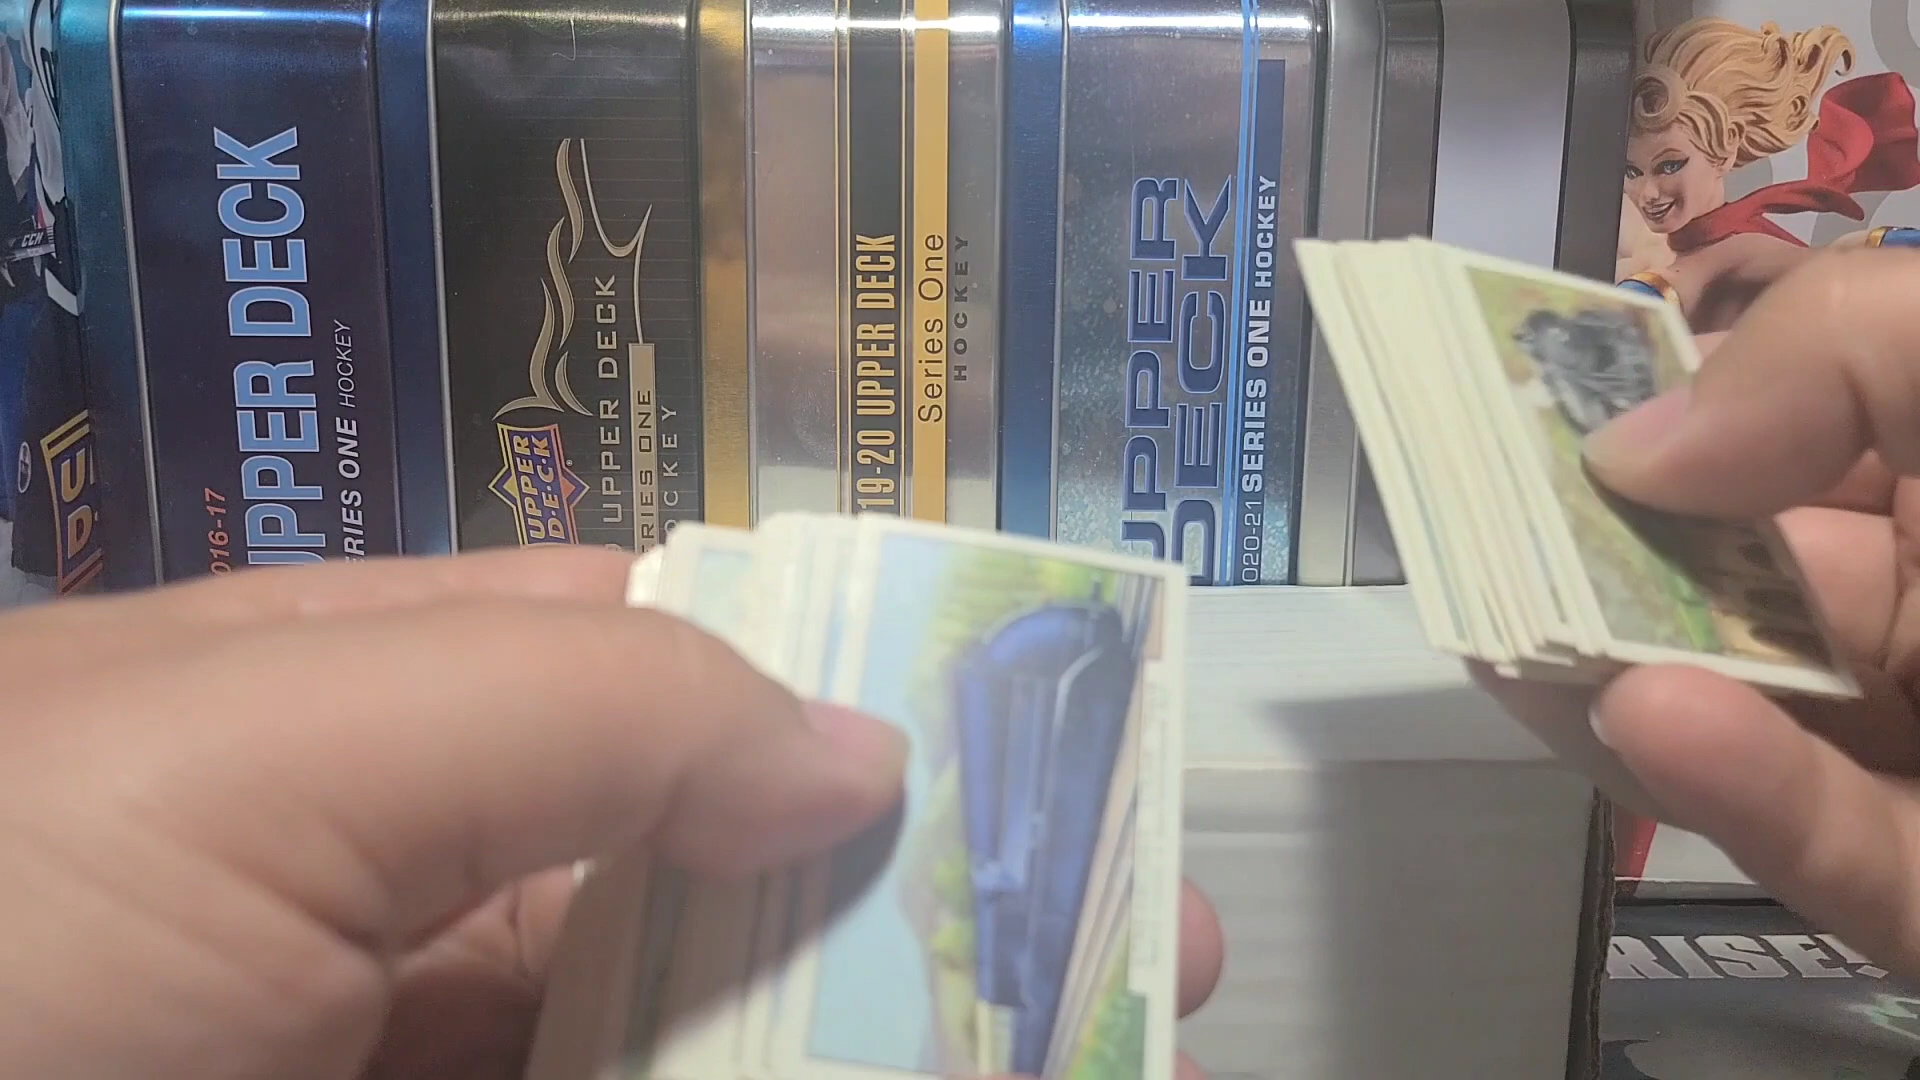 CCM
U
D
2016-17
UPPER DECK
SERIES ONE HOCKEY
UPPER
D·E·C·K
UPPER DECK
SERIES ONE
HOCKEY
19-20 UPPER DECK
Series One
HOCKEY
UPPER
DECK
2020-21 SERIES ONE HOCKEY
RISE!